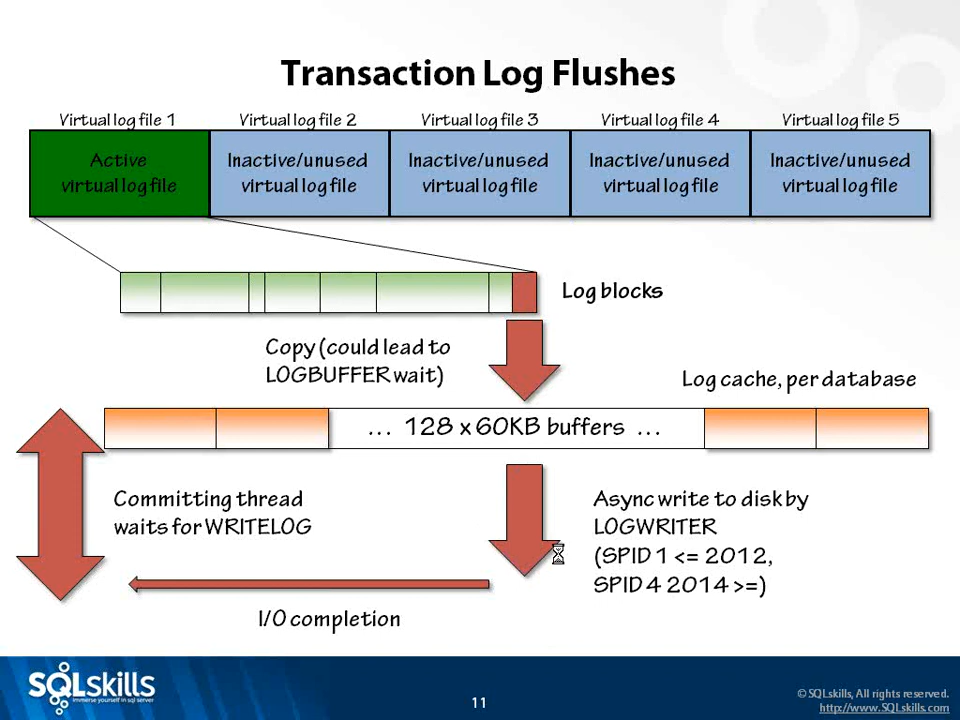 Transaction Log Flushes
Virtual log file 1
Virtual log file 2
Virtual log file 3
Virtual log file 4
Virtual log file 5
Active
virtual log file
Inactive/unused
virtual log file
Inactive/unused
virtual log file
Inactive/unused
virtual log file
Inactive/unused
virtual log file
Log blocks
Copy (could lead to
LOGBUFFER wait)
Log cache, per database
... 128 x 60KB buffers ...
Committing thread
waits for WRITELOG
Async write to disk by
LOGWRITER
(SPID 1 <= 2012,
SPID 4 2014 >=)
I/O completion
SQLskills
immerse yourself in sql server
11
© SQLskills, All rights reserved.
http://www.SQLskills.com